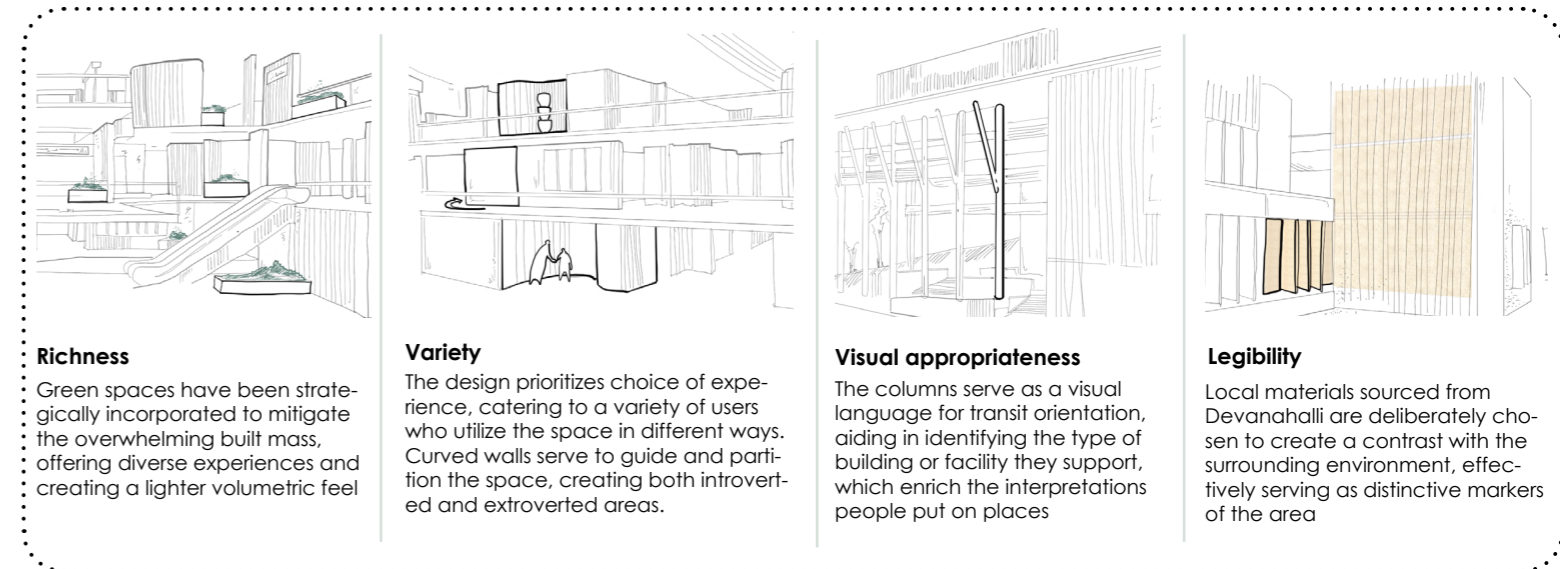 Richness
Green spaces have been strate-
gically incorporated to mitigate
the overwhelming built mass,
offering diverse experiences and
creating a lighter volumetric feel
Variety
The design prioritizes choice of expe-
rience, catering to a variety of users
who utilize the space in different ways.
Curved walls serve to guide and parti-
tion the space, creating both introvert-
ed and extroverted areas.
Visual appropriateness
The columns serve as a visual
language for transit orientation,
aiding in identifying the type of
building or facility they support,
which enrich the interpretations
people put on places
Legibility
Local materials sourced from
Devanahalli are deliberately cho-
sen to create a contrast with the
surrounding environment, effec-
tively serving as distinctive markers
of the area